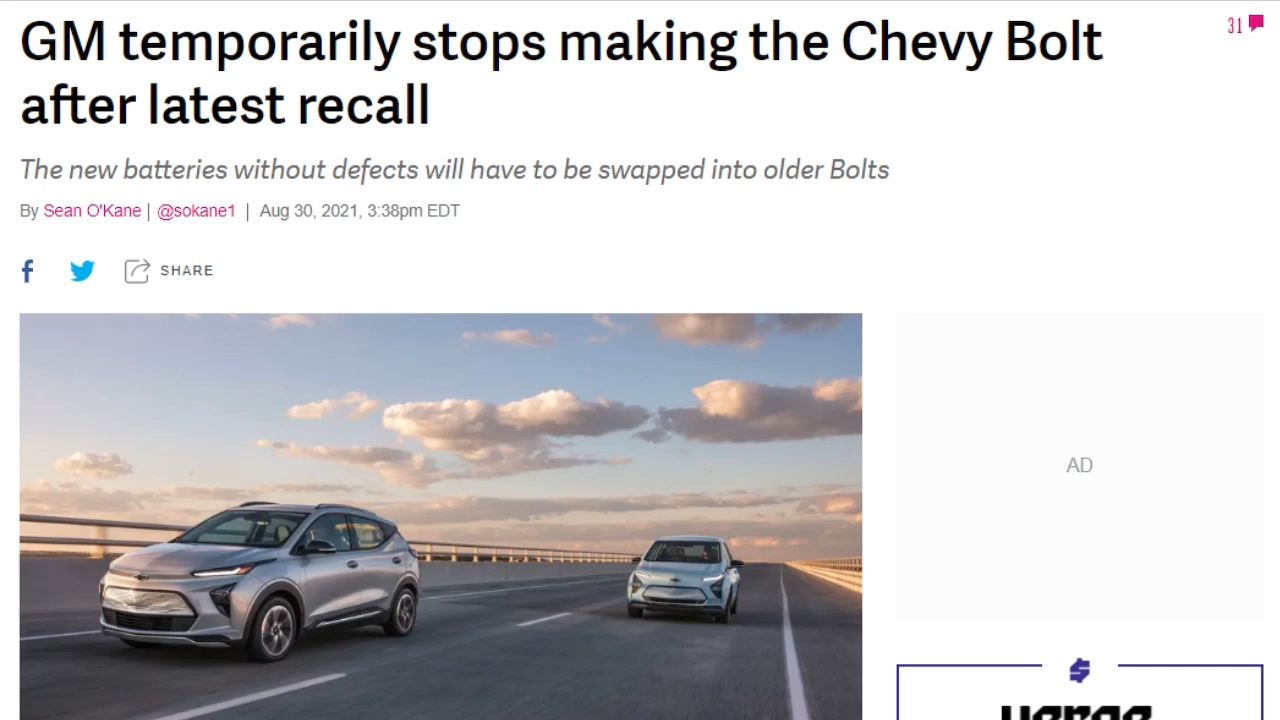 GM temporarily stops making the Chevy Bolt
after latest recall
31
The new batteries without defects will have to be swapped into older Bolts
By Sean O'Kane | @sokane1 | Aug 30, 2021, 3:38pm EDT
SHARE
AD